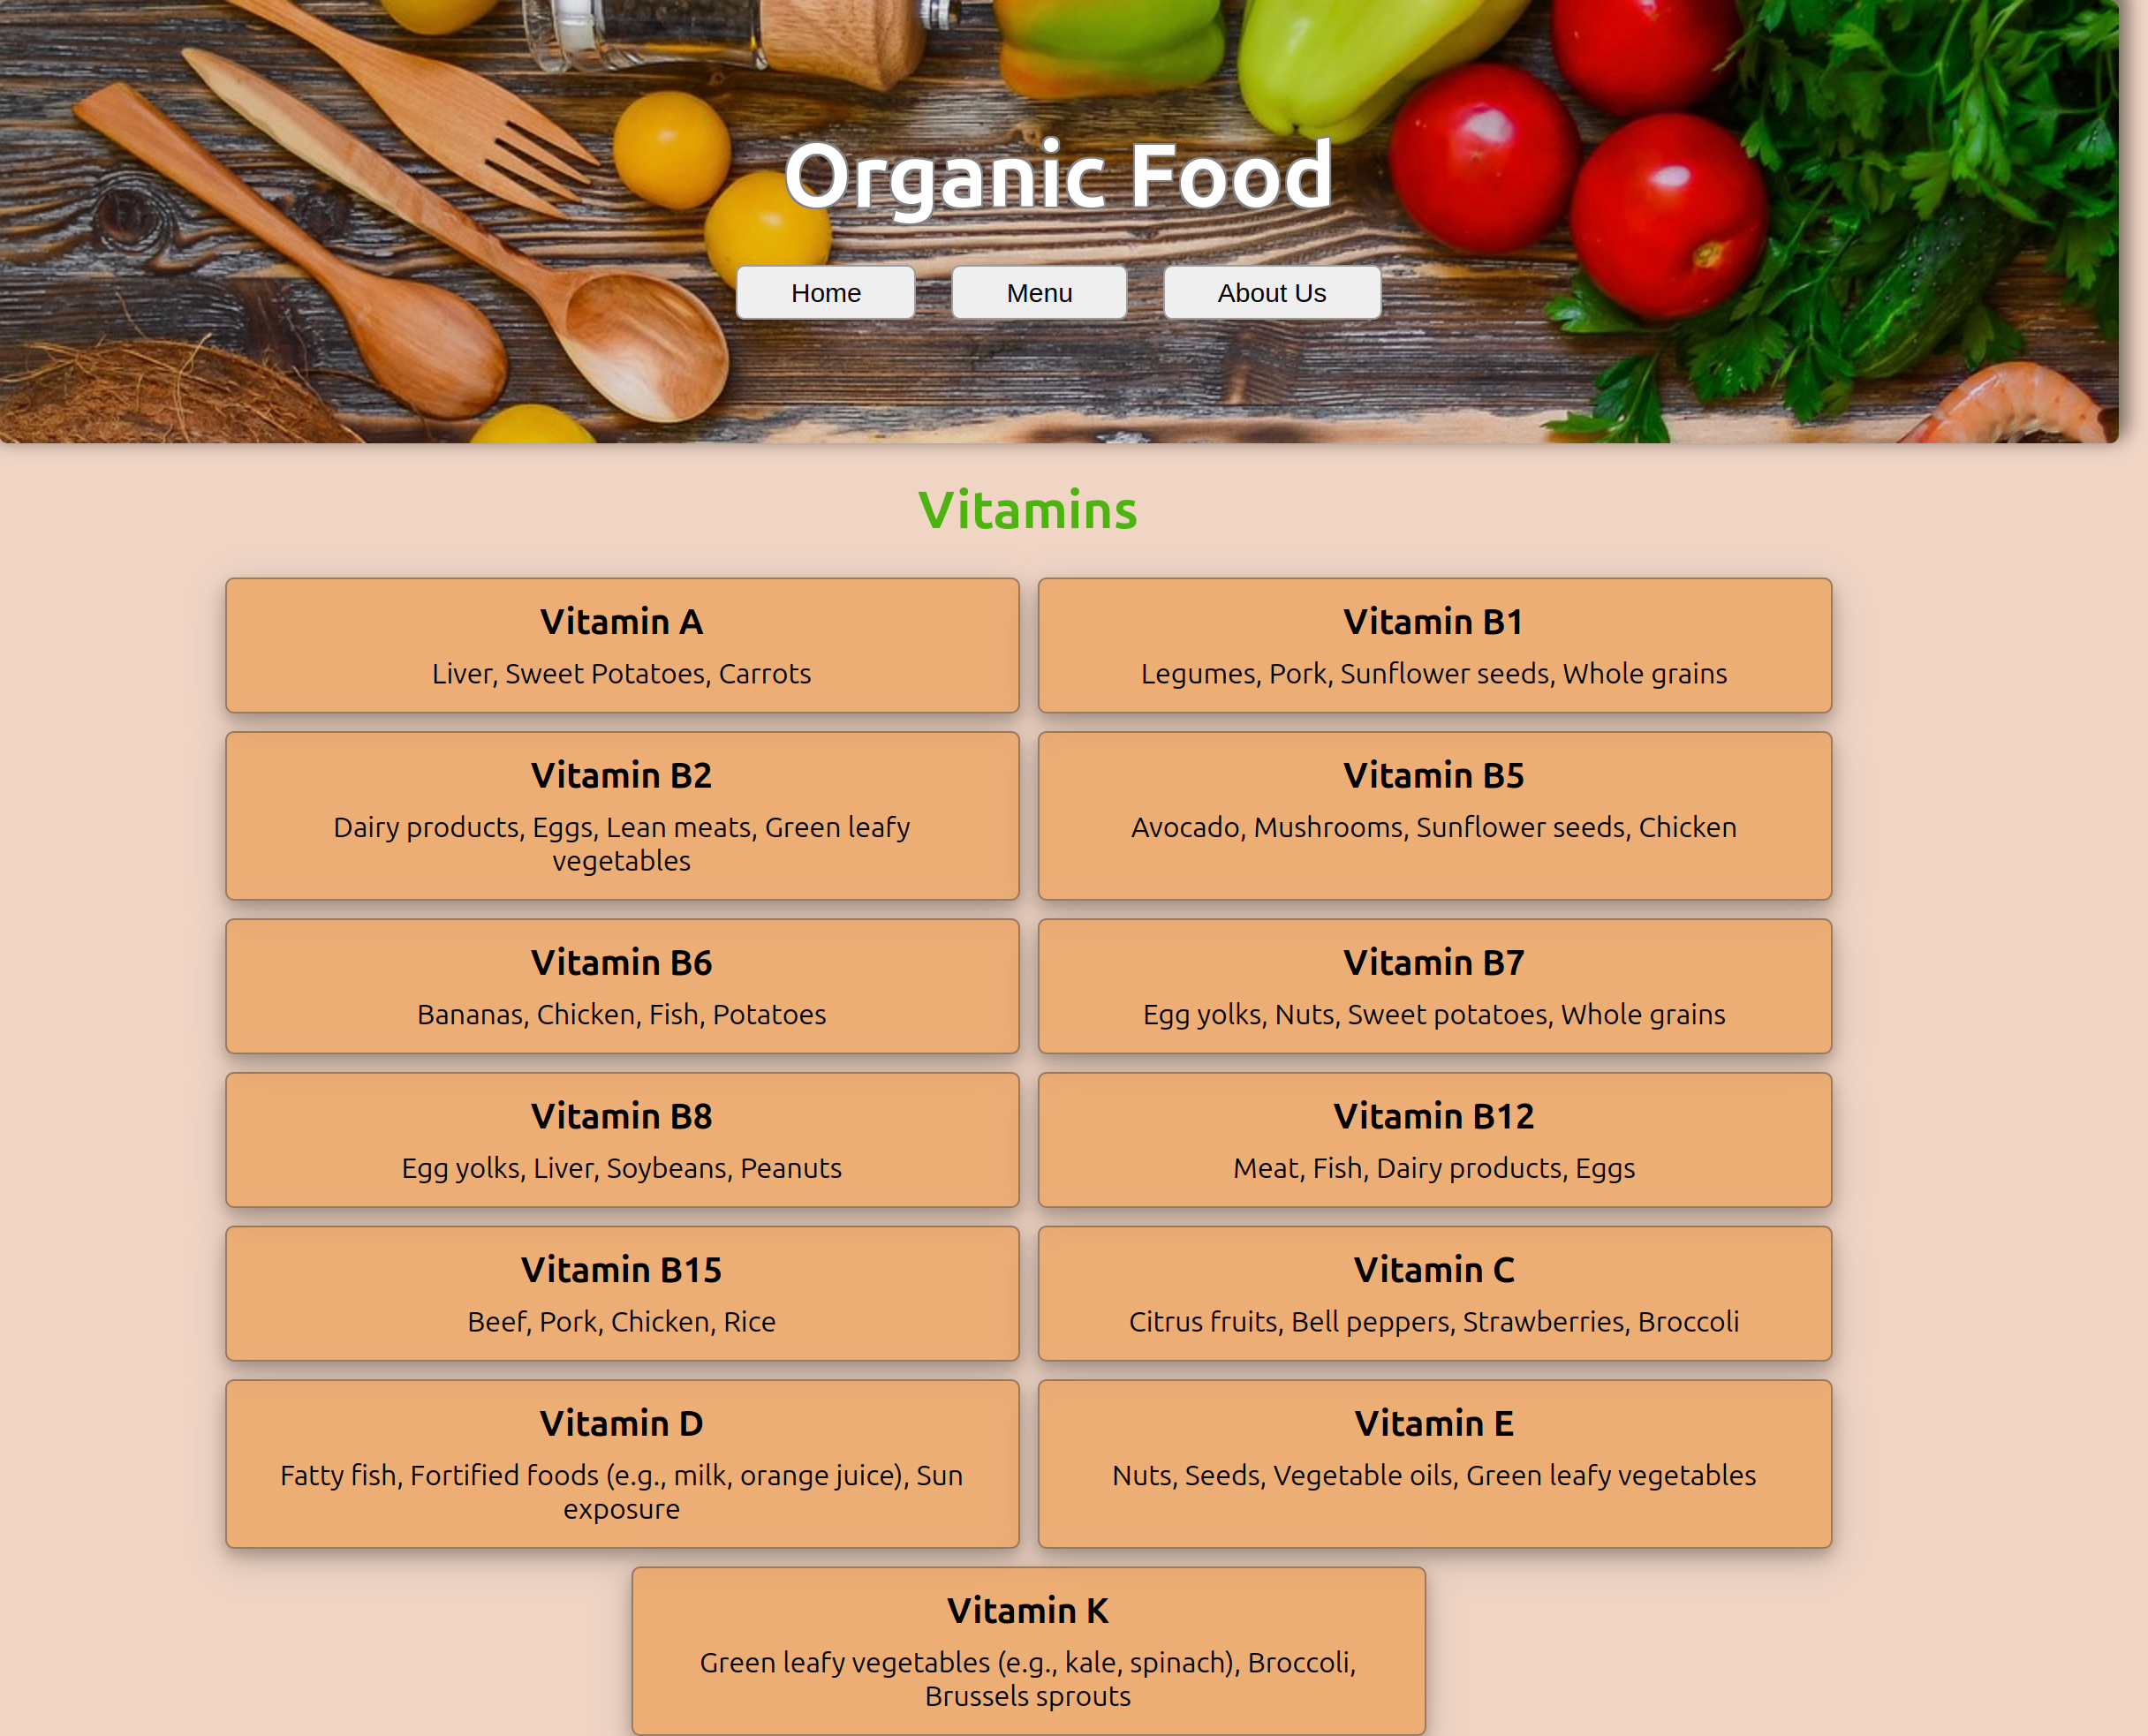 Organic Food
Home
Menu
About Us
Vitamins
Vitamin A
Liver, Sweet Potatoes, Carrots
Vitamin B1
Legumes, Pork, Sunflower seeds, Whole grains
Vitamin B2
Dairy products, Eggs, Lean meats, Green leafy
vegetables
Vitamin B5
Avocado, Mushrooms, Sunflower seeds, Chicken
Vitamin B6
Bananas, Chicken, Fish, Potatoes
Vitamin B7
Egg yolks, Nuts, Sweet potatoes, Whole grains
Vitamin B8
Egg yolks, Liver, Soybeans, Peanuts
Vitamin B12
Meat, Fish, Dairy products, Eggs
Vitamin B15
Beef, Pork, Chicken, Rice
Vitamin C
Citrus fruits, Bell peppers, Strawberries, Broccoli
Vitamin D
Fatty fish, Fortified foods (e.g., milk, orange juice), Sun
exposure
Vitamin E
Nuts, Seeds, Vegetable oils, Green leafy vegetables
Vitamin K
Green leafy vegetables (e.g., kale, spinach), Broccoli,
Brussels sprouts